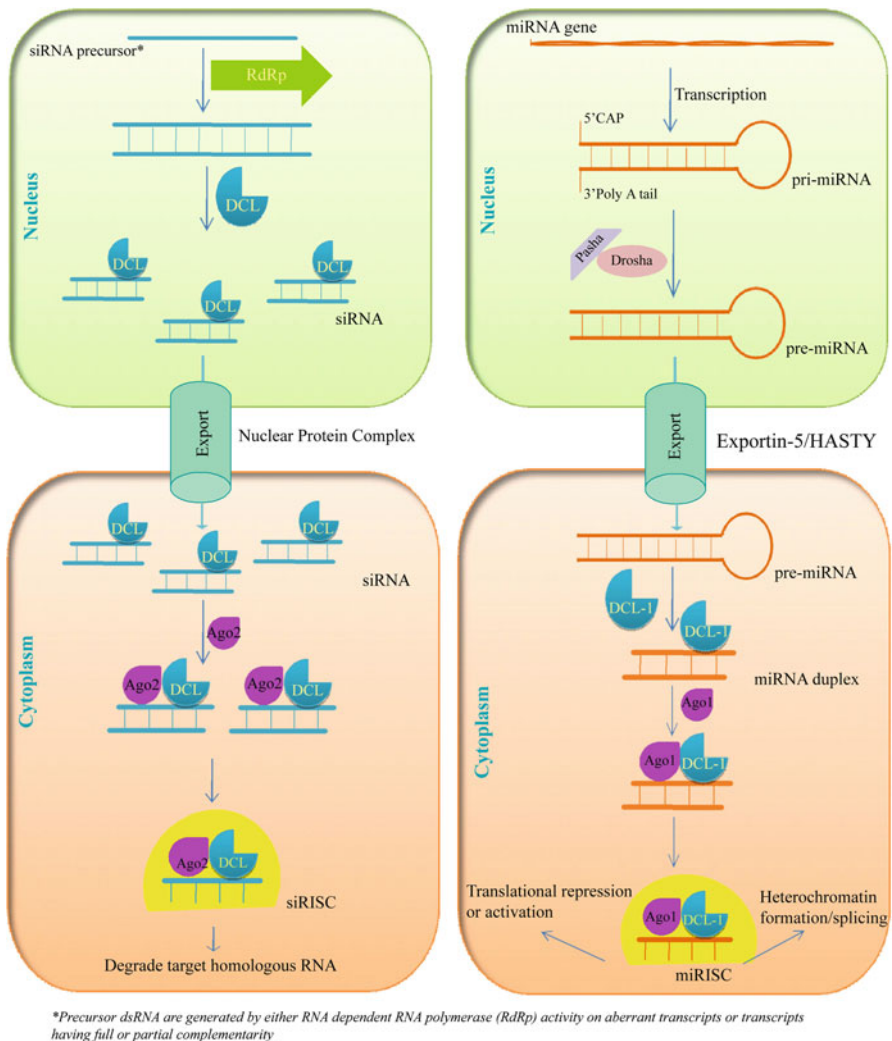 siRNA precursor*
RdRp
Nucleus
DCL
DCL
DCL
DCL
siRNA
Export
Nuclear Protein Complex
Cytoplasm
DCL
DCL
DCL
siRNA
Ago2
Ago2
DCL
Ago2
DCL
Ago2
DCL
siRISC
Degrade target homologous RNA
miRNA gene
Transcription
5'CAP
3'Poly A tail
pri-miRNA
Nucleus
Pasha
Drosha
pre-miRNA
Export
Exportin-5/HASTY
Cytoplasm
pre-miRNA
DCL-1
DCL-1
miRNA duplex
Ago1
Ago1
DCL-1
Translational repression
or activation
Heterochromatin
formation/splicing
Ago1
DCL-1
miRISC
*Precursor dsRNA are generated by either RNA dependent RNA polymerase (RdRp) activity on aberrant transcripts or transcripts
having full or partial complementarity